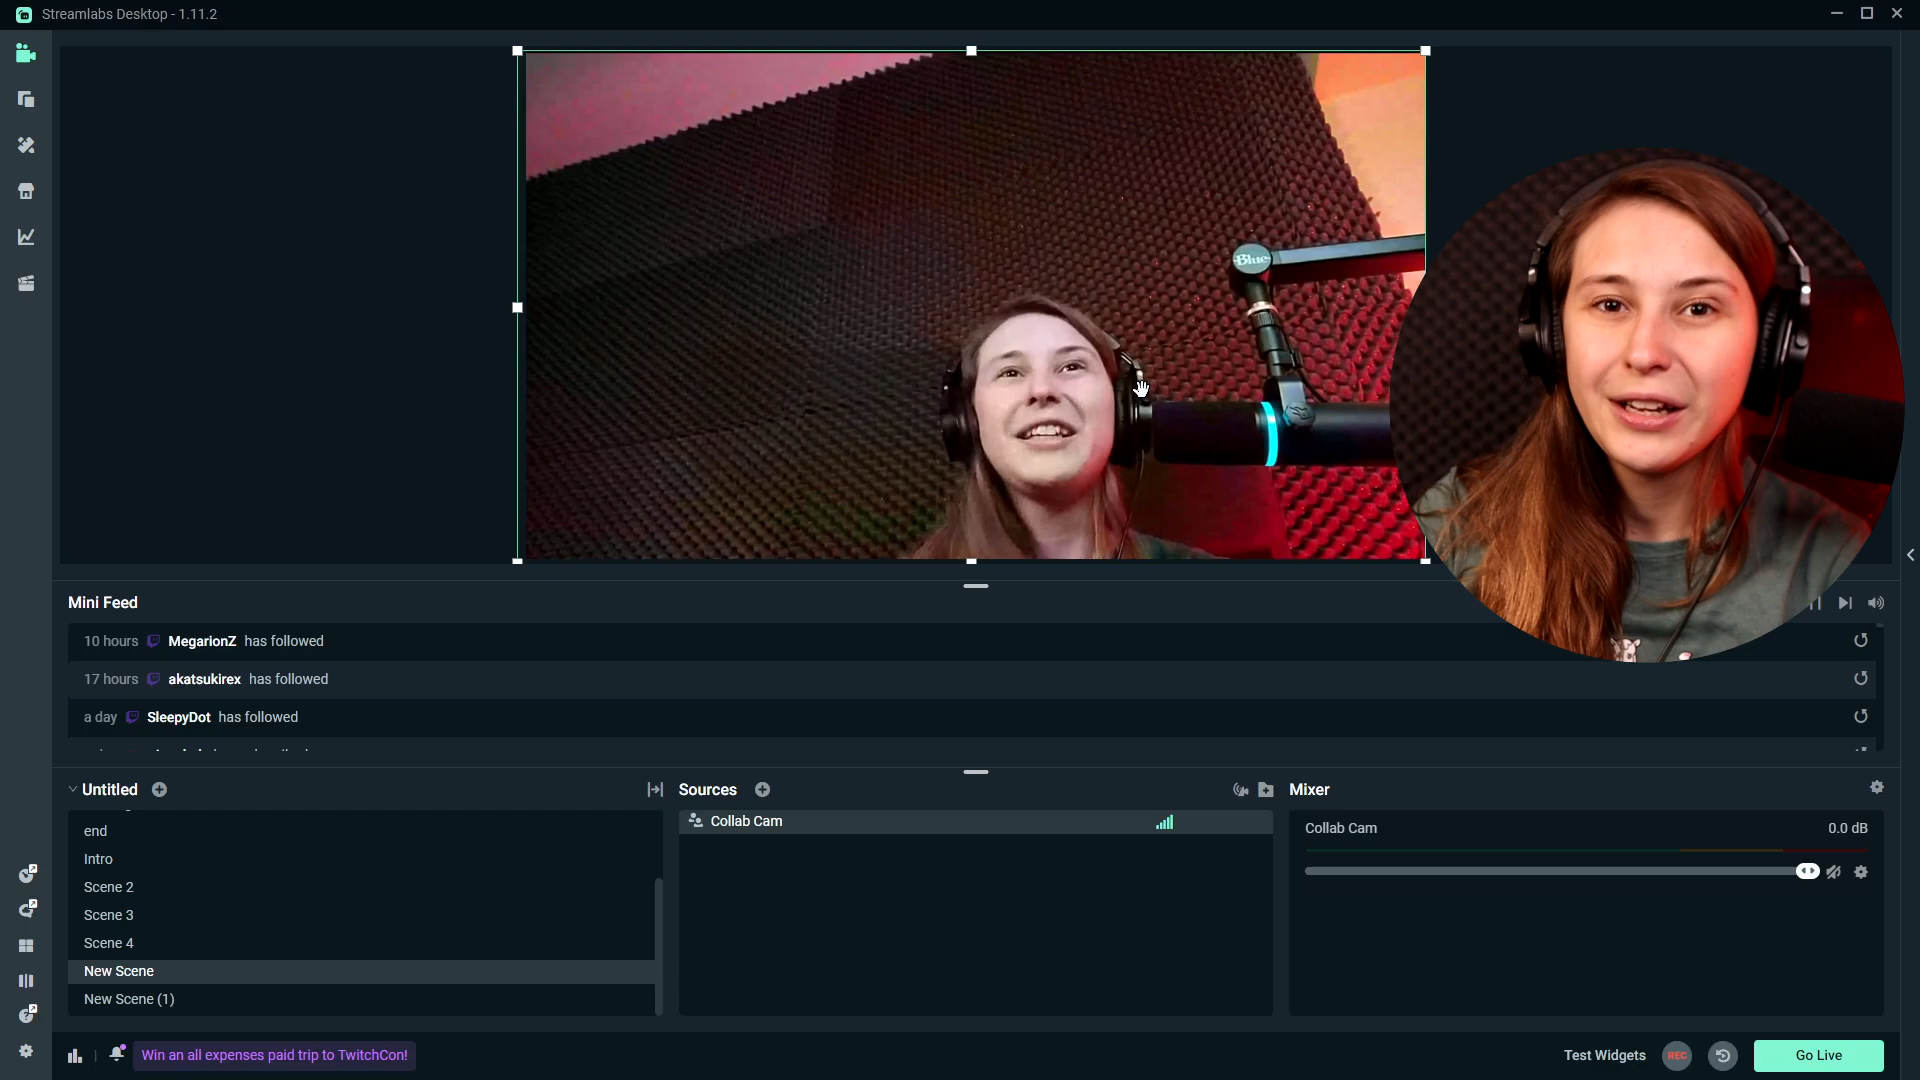 Streamlabs Desktop - 1.11.2
Blue
Mini Feed
10 hours MegarionZ has followed
17 hours akatsukirex has followed
a day SleepyDot has followed
Untitled
Sources
Mixer
end
Intro
Scene 2
Scene 3
Scene 4
New Scene
New Scene (1)
Collab Cam
Collab Cam 0.0 dB
Win an all expenses paid trip to TwitchCon!
Test Widgets
REC
Go Live